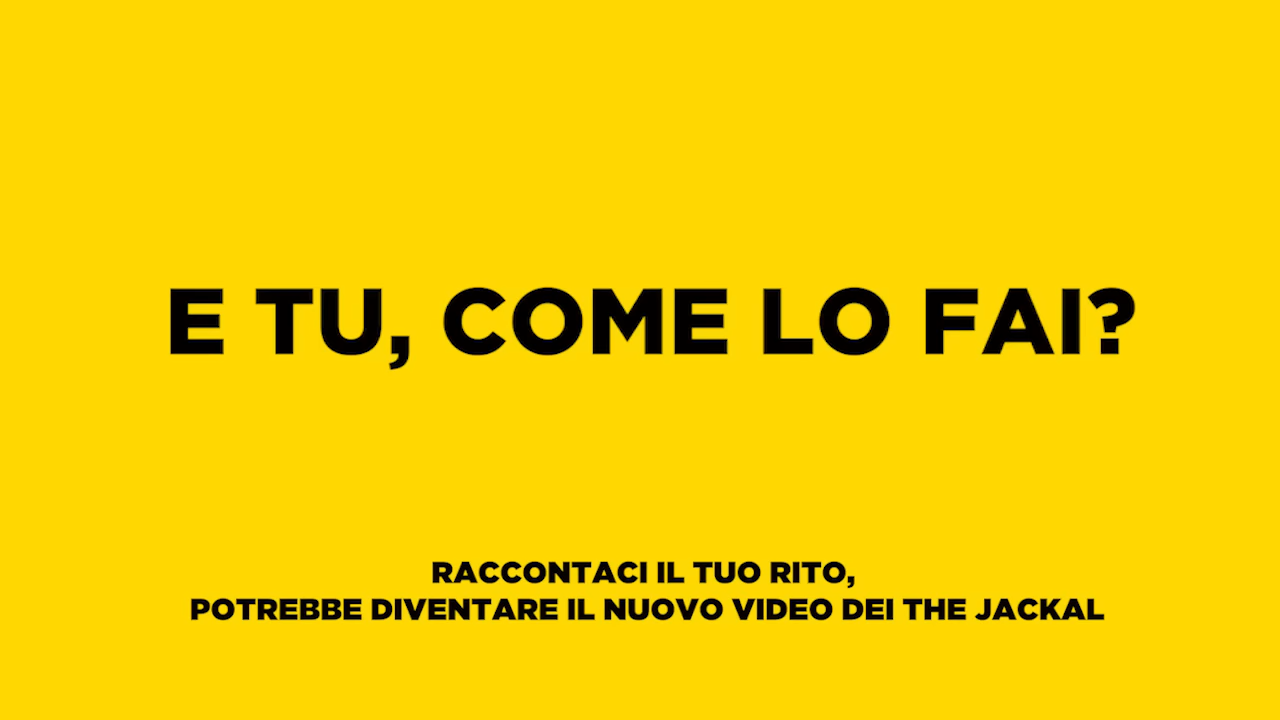 E TU, COME LO FAI?
RACCONTACI IL TUO RITO,
POTREBBE DIVENTARE IL NUOVO VIDEO DEI THE JACKAL